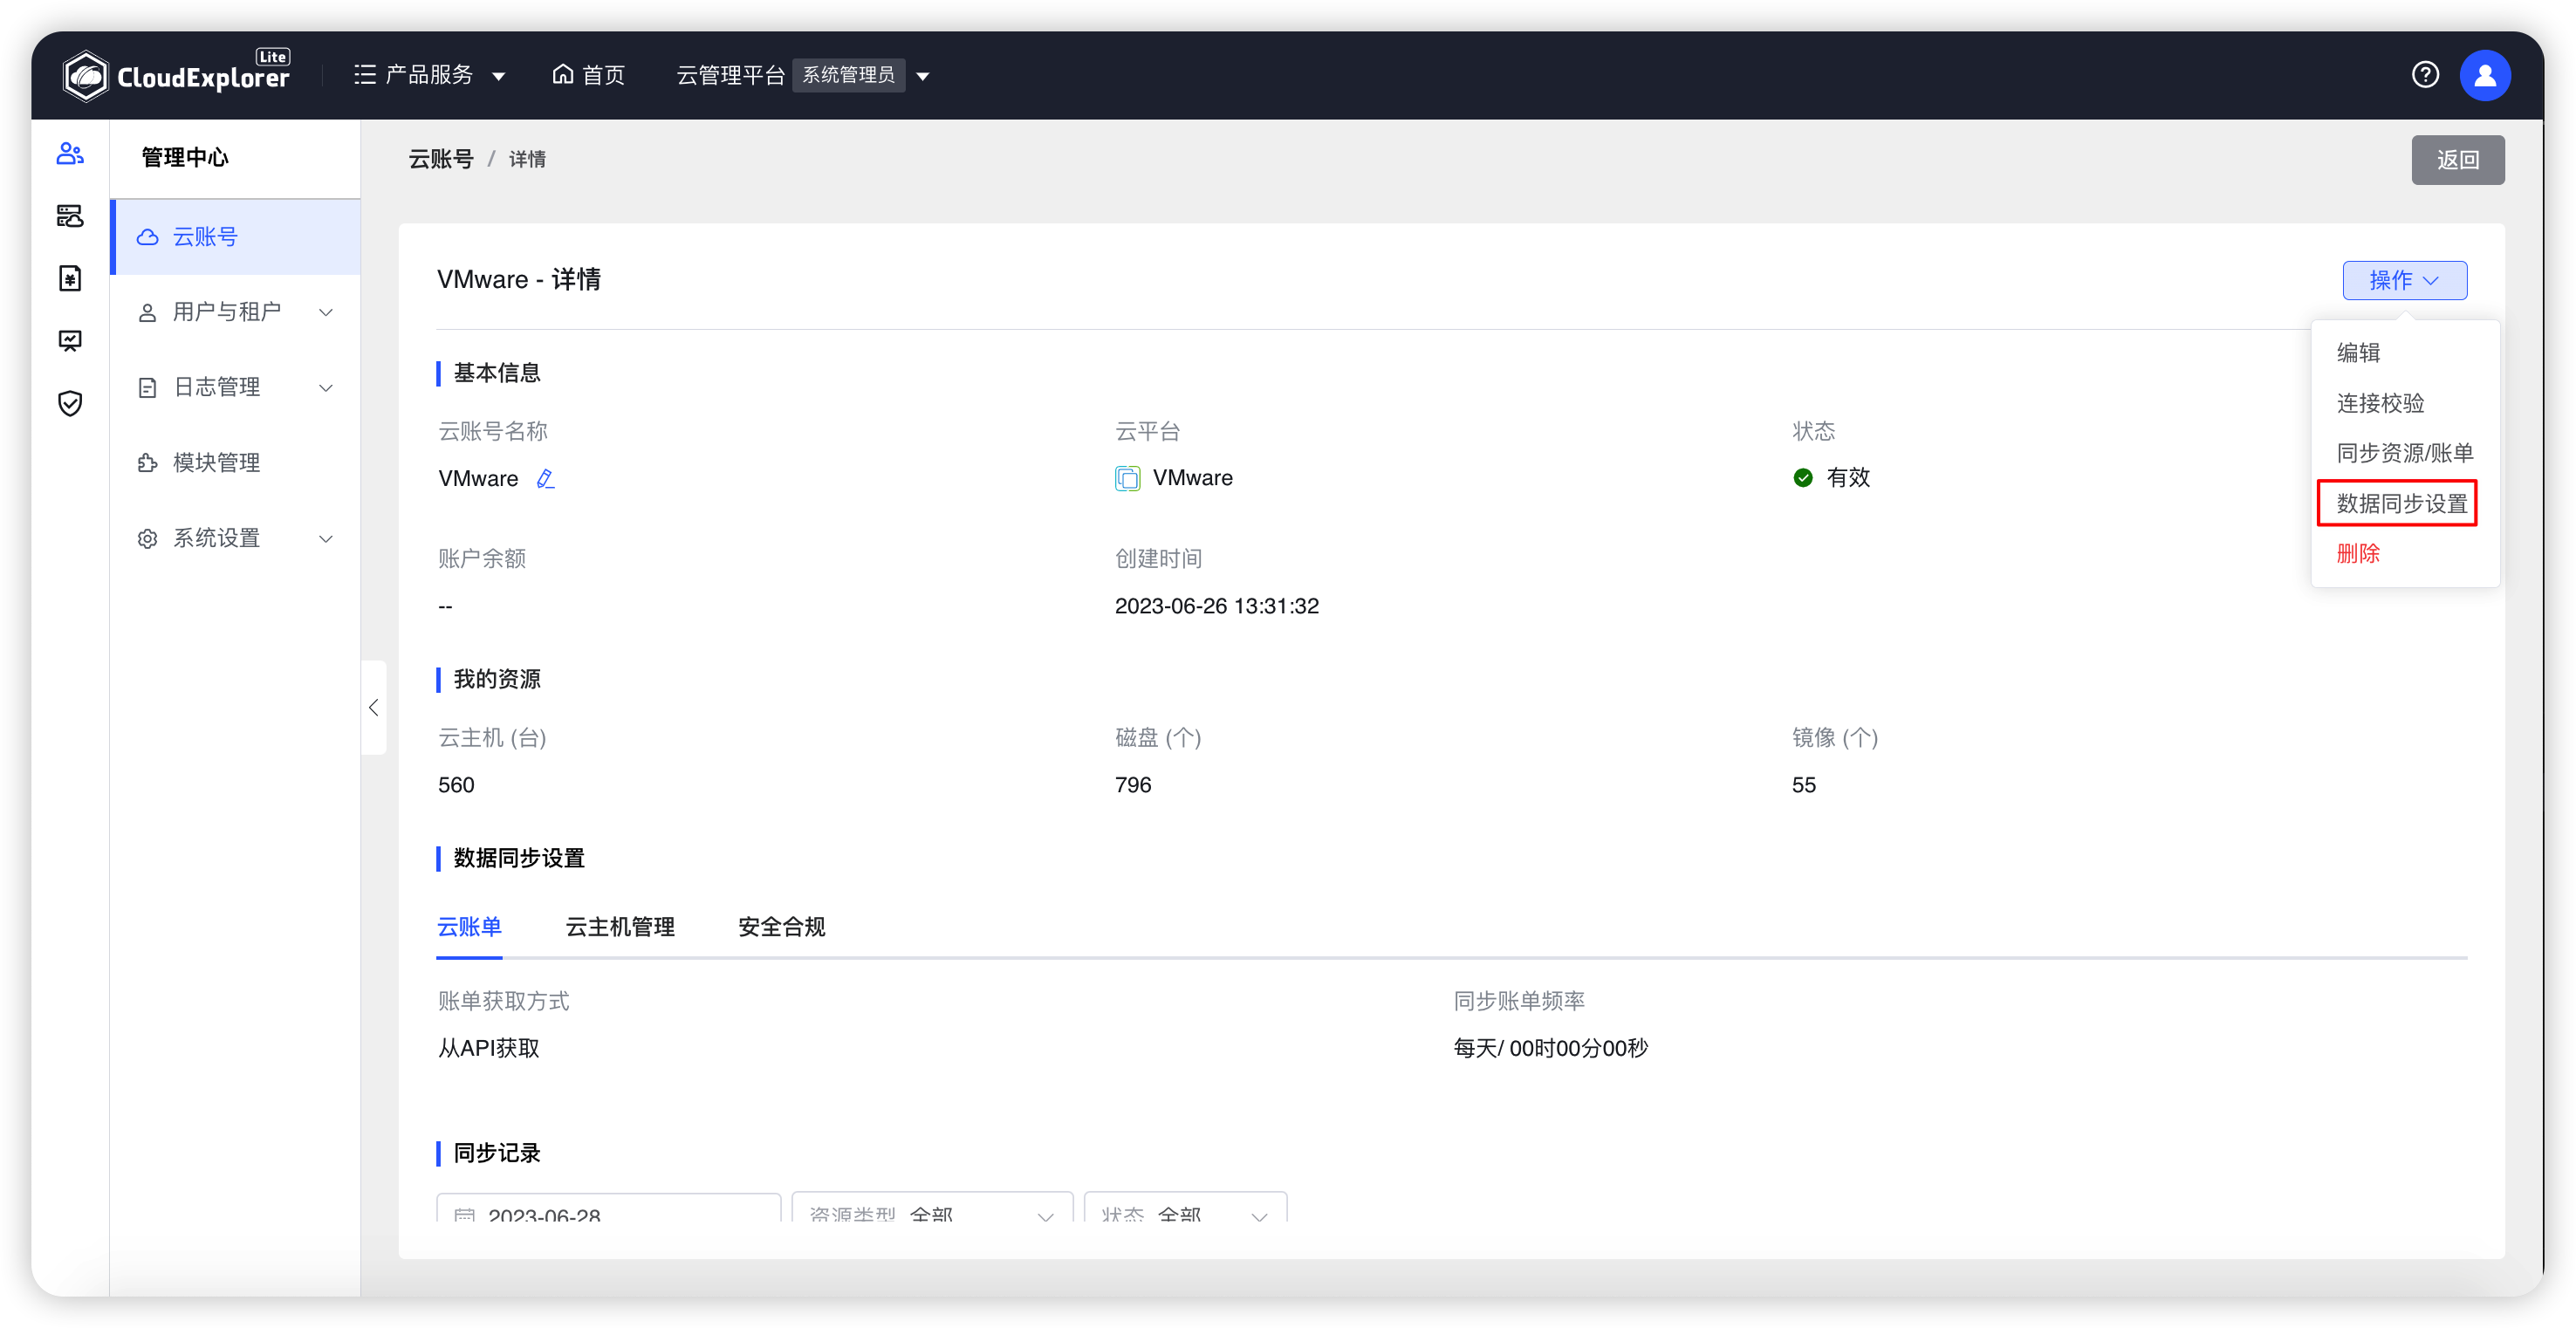 CloudExplorer Lite
产品服务
首页
云管理平台 系统管理员
管理中心
云账号
用户与租户
日志管理
模块管理
系统设置
云账号 / 详情
返回
VMware - 详情
操作
编辑
连接校验
同步资源/账单
数据同步设置
删除
基本信息
云账号名称
VMware
云平台
VMware
状态
有效
账户余额
--
创建时间
2023-06-26 13:31:32
我的资源
云主机 (台)
560
磁盘 (个)
796
镜像 (个)
55
数据同步设置
云账单
云主机管理
安全合规
账单获取方式
从API获取
同步账单频率
每天/ 00时00分00秒
同步记录
2023-06-28
资源类型 全部
状态 全部